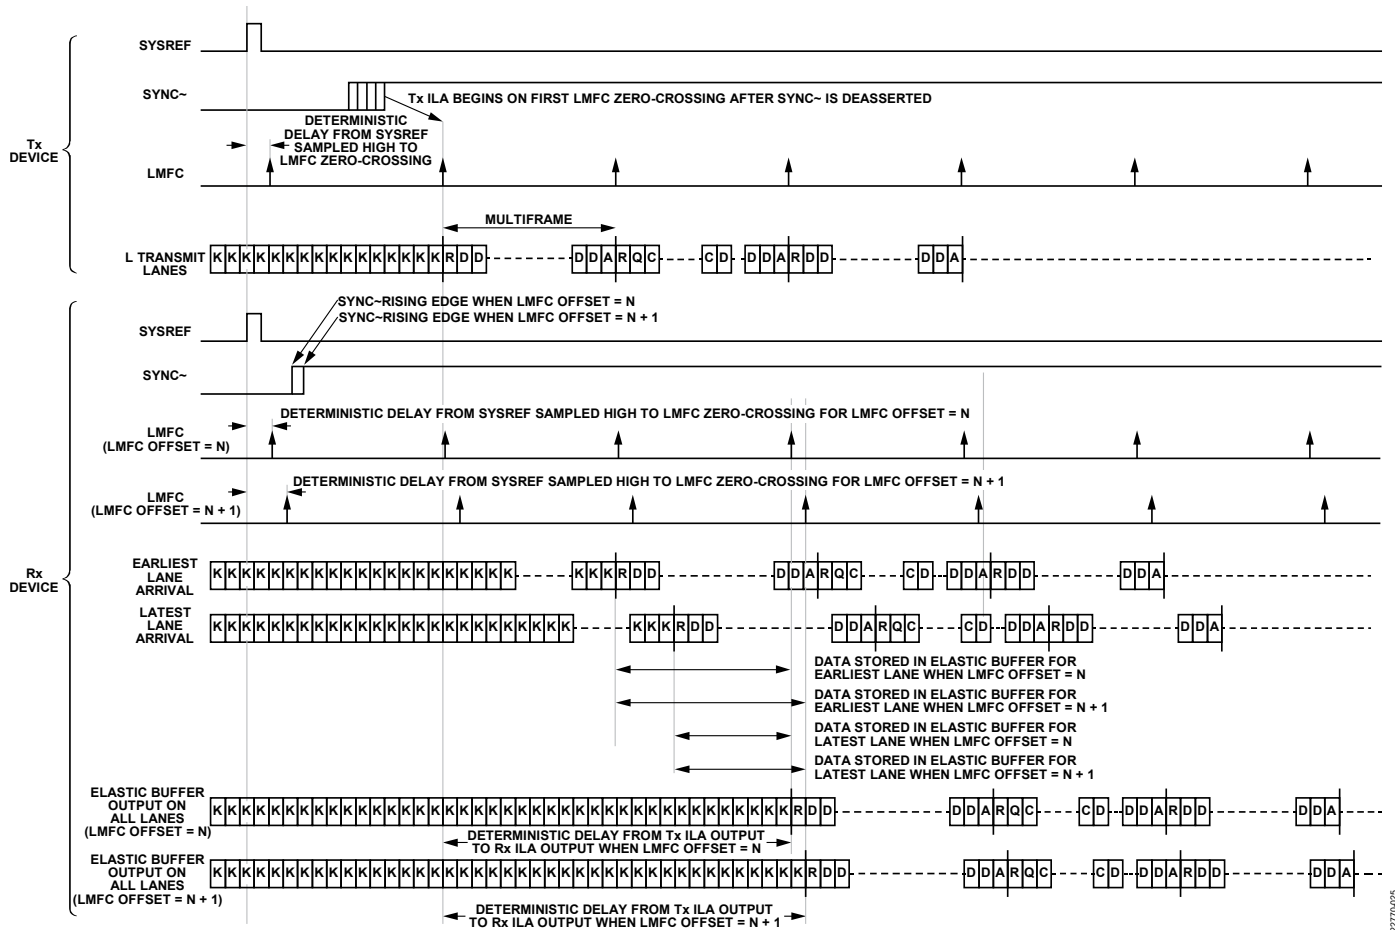 SYSREF
SYNC~
Tx ILA BEGINS ON FIRST LMFC ZERO-CROSSING AFTER SYNC~ IS DEASSERTED
DETERMINISTIC
DELAY FROM SYSREF
SAMPLED HIGH TO
LMFC ZERO-CROSSING
Tx
DEVICE
LMFC
MULTIFRAME
L TRANSMIT
LANES
K K K K K K K K K K K K K K K K R D D
D D A R Q C
C D
D D A R D D
D D A
SYNC~RISING EDGE WHEN LMFC OFFSET = N
SYNC~RISING EDGE WHEN LMFC OFFSET = N + 1
SYSREF
SYNC~
DETERMINISTIC DELAY FROM SYSREF SAMPLED HIGH TO LMFC ZERO-CROSSING FOR LMFC OFFSET = N
LMFC
(LMFC OFFSET = N)
DETERMINISTIC DELAY FROM SYSREF SAMPLED HIGH TO LMFC ZERO-CROSSING FOR LMFC OFFSET = N + 1
LMFC
(LMFC OFFSET = N + 1)
Rx
DEVICE
EARLIEST
LANE
ARRIVAL
K K K K K K K K K K K K K K K K K K K K K
K K K R D D
D D A R Q C
C D
D D A R D D
D D A
LATEST
LANE
ARRIVAL
K K K K K K K K K K K K K K K K K K K K K K K K K
K K K R D D
D D A R Q C
C D
D D A R D D
D D A
DATA STORED IN ELASTIC BUFFER FOR
EARLIEST LANE WHEN LMFC OFFSET = N
DATA STORED IN ELASTIC BUFFER FOR
EARLIEST LANE WHEN LMFC OFFSET = N + 1
DATA STORED IN ELASTIC BUFFER FOR
LATEST LANE WHEN LMFC OFFSET = N
DATA STORED IN ELASTIC BUFFER FOR
LATEST LANE WHEN LMFC OFFSET = N + 1
ELASTIC BUFFER
OUTPUT ON
ALL LANES
(LMFC OFFSET = N)
K K K K K K K K K K K K K K K K K K K K K K K K K K K K K K K K K K K K K K K K R D D
D D A R Q C
C D
D D A R D D
D D A
DETERMINISTIC DELAY FROM Tx ILA OUTPUT
TO Rx ILA OUTPUT WHEN LMFC OFFSET = N
ELASTIC BUFFER
OUTPUT ON
ALL LANES
(LMFC OFFSET = N + 1)
K K K K K K K K K K K K K K K K K K K K K K K K K K K K K K K K K K K K K K K K K R D D
D D A R Q C
C D
D D A R D D
D D A
DETERMINISTIC DELAY FROM Tx ILA OUTPUT
TO Rx ILA OUTPUT WHEN LMFC OFFSET = N + 1
22770-025